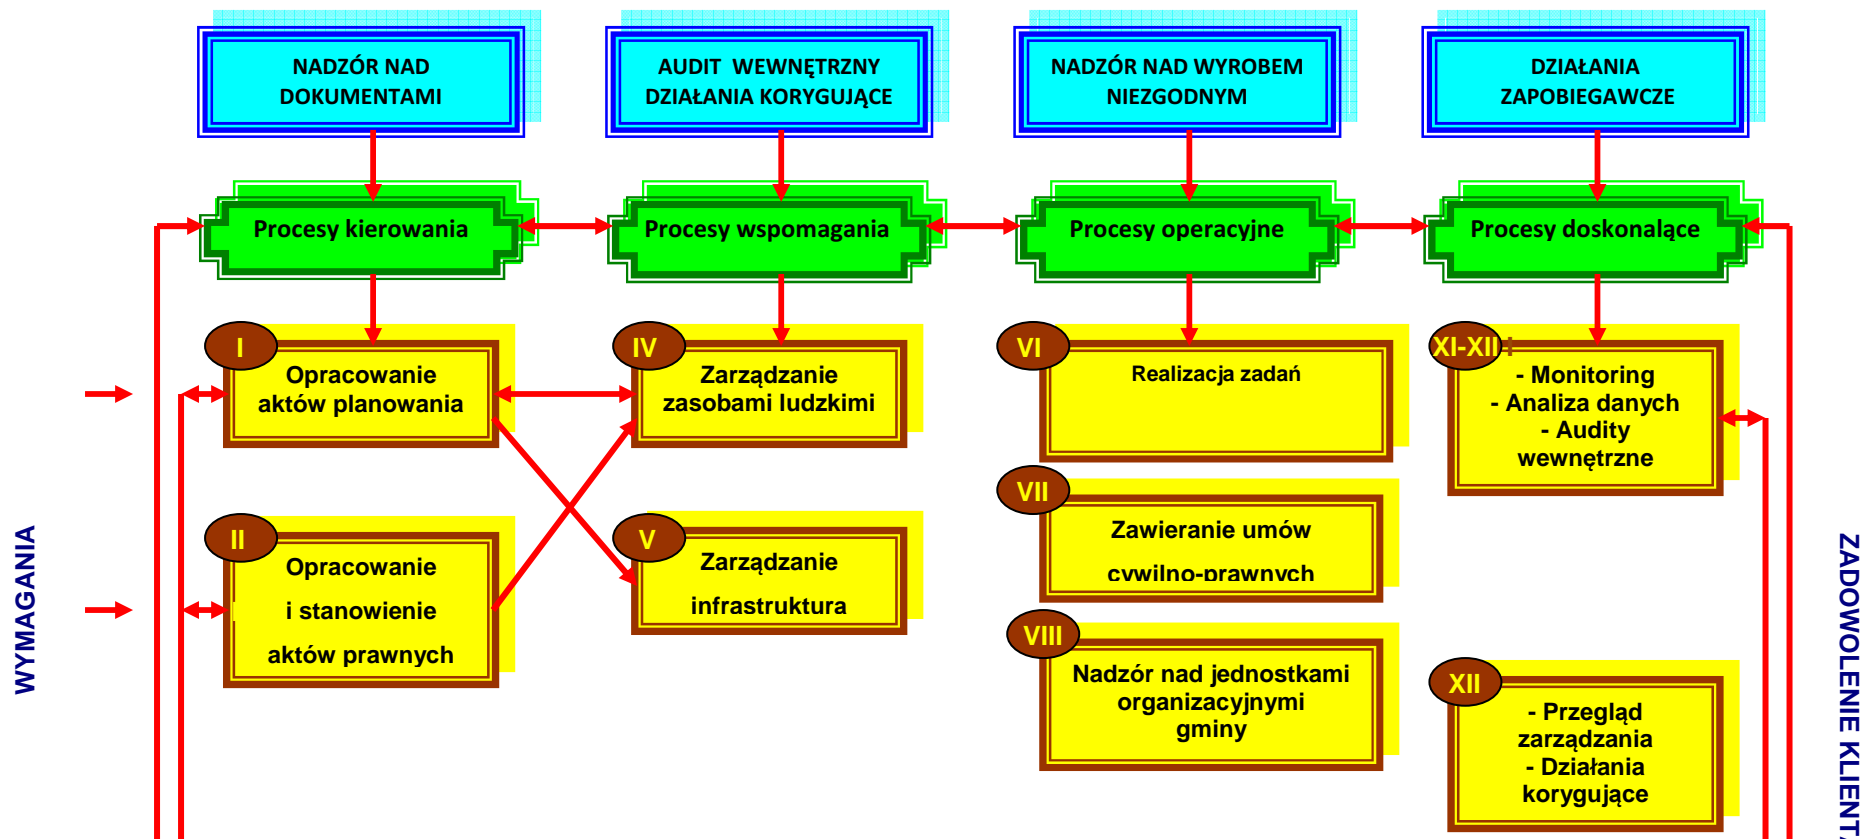 NADZÓR NAD
DOKUMENTAMI
AUDIT WEWNĘTRZNY
DZIAŁANIA KORYGUJĄCE
NADZÓR NAD WYROBEM
NIEZGODNYM
DZIAŁANIA
ZAPOBIEGAWCZE
Procesy kierowania
Procesy wspomagania
Procesy operacyjne
Procesy doskonalące
I
Opracowanie
aktów planowania
IV
Zarządzanie
zasobami ludzkimi
VI
Realizacja zadań
XI-XII
- Monitoring
- Analiza danych
- Audity
wewnętrzne
II
Opracowanie
i stanowienie
aktów prawnych
V
Zarządzanie
infrastruktura
VII
Zawieranie umów
cywilno-prawnych
VIII
Nadzór nad jednostkami
organizacyjnymi
gminy
XII
- Przegląd
zarządzania
- Działania
korygujące
WYMAGANIA
ZADOWOLENIE KLIENTA